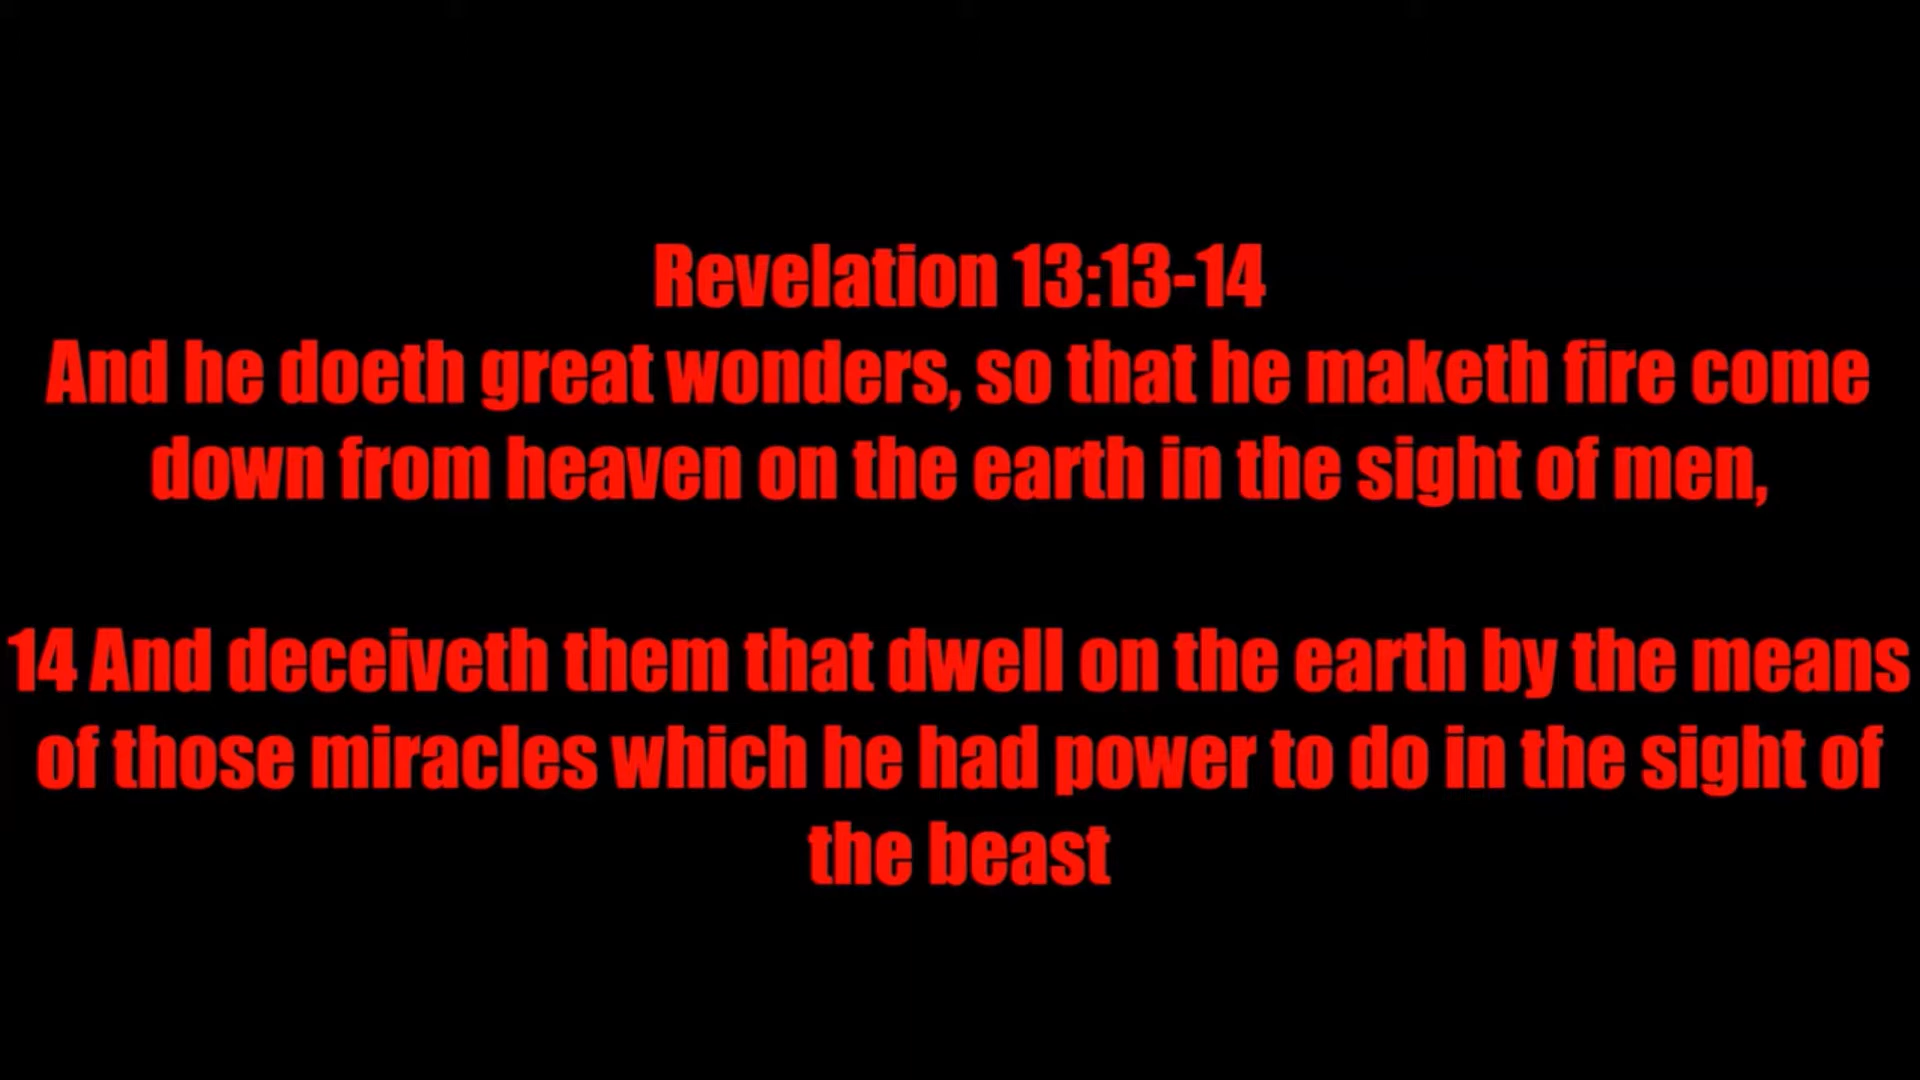 Revelation 13:13-14
And he doeth great wonders, so that he maketh fire come
down from heaven on the earth in the sight of men,
14 And deceiveth them that dwell on the earth by the means
of those miracles which he had power to do in the sight of
the beast